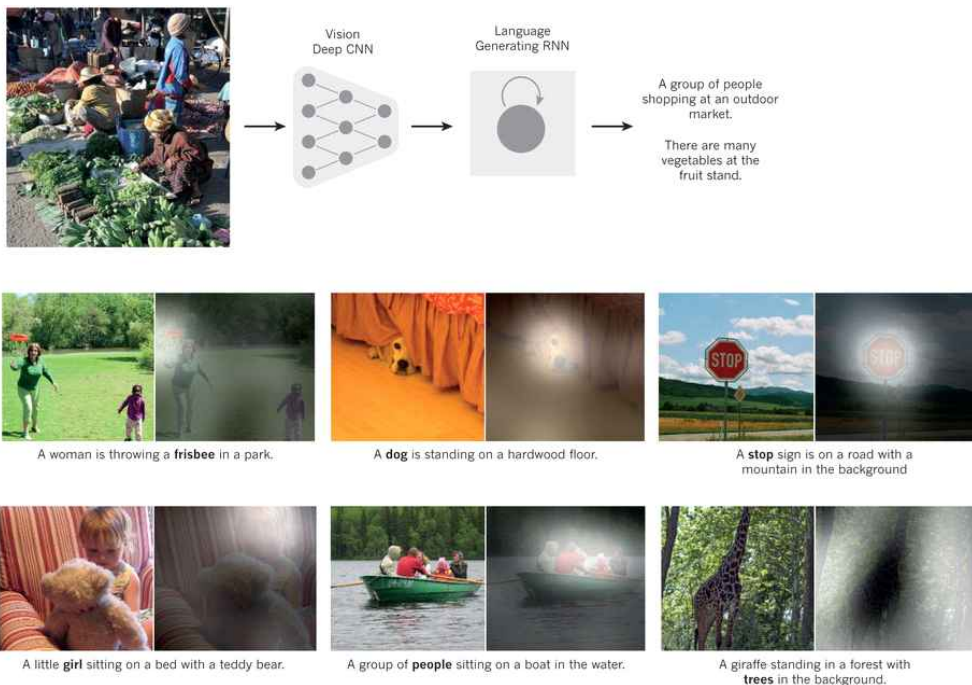 Vision
Deep CNN
Language
Generating RNN
A group of people
shopping at an outdoor
market.
There are many
vegetables at the
fruit stand.
STOP
A woman is throwing a frisbee in a park.
A dog is standing on a hardwood floor.
A stop sign is on a road with a
mountain in the background
STOP
A little girl sitting on a bed with a teddy bear.
A group of people sitting on a boat in the water.
A giraffe standing in a forest with
trees in the background.